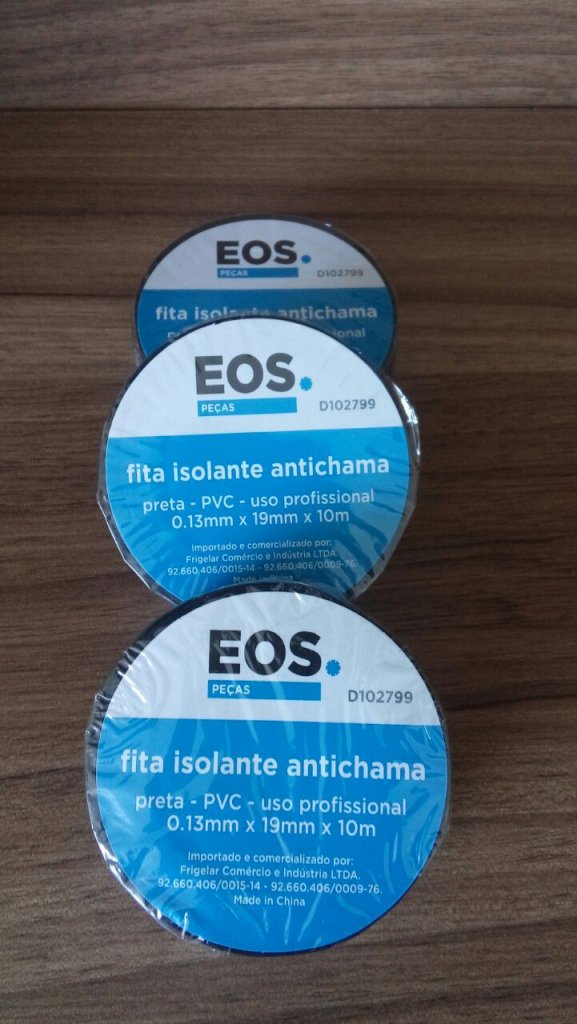 EOS.
PEÇAS
D102799
fita isolante antichama
EOS.
PEÇAS
D102799
fita isolante antichama
preta - PVC - uso profissional
0.13mm x 19mm x 10m
Importado e comercializado por:
Frigelar Comércio e Indústria LTDA.
92.660.406/0015-14 - 92.660.406/0009-76.
Made in China
EOS.
PEÇAS
D102799
fita isolante antichama
preta - PVC - uso profissional
0.13mm x 19mm x 10m
Importado e comercializado por:
Frigelar Comércio e Indústria LTDA.
92.660.406/0015-14 - 92.660.406/0009-76.
Made in China